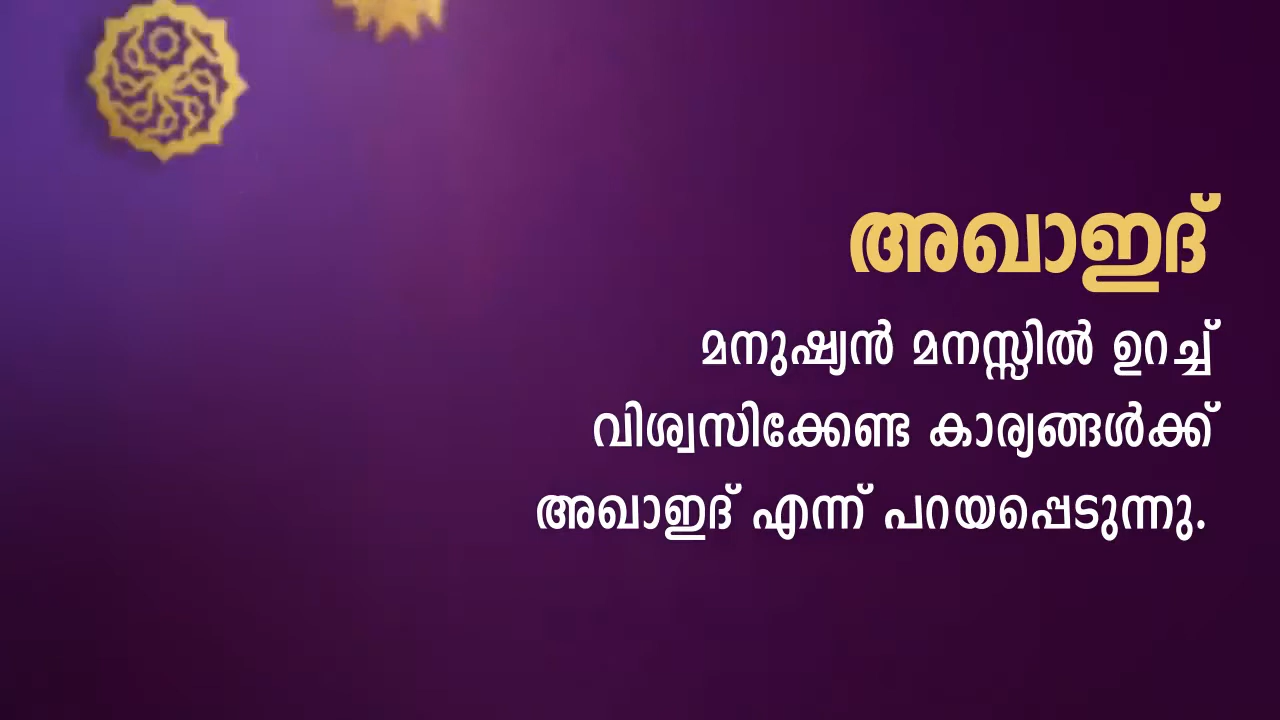 അഖാഇദ്
മനുഷ്യൻ മനസ്സിൽ ഉറച്ച്
വിശ്വസിക്കേണ്ട കാര്യങ്ങൾക്ക്
അഖാഇദ് എന്ന് പറയപ്പെടുന്നു.